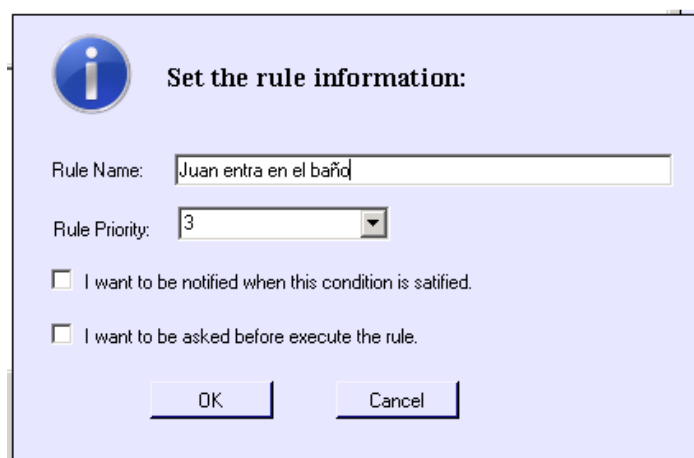 Set the rule information:
Rule Name: Juan entra en el baño
Rule Priority: 3
I want to be notified when this condition is satified.
I want to be asked before execute the rule.
OK Cancel